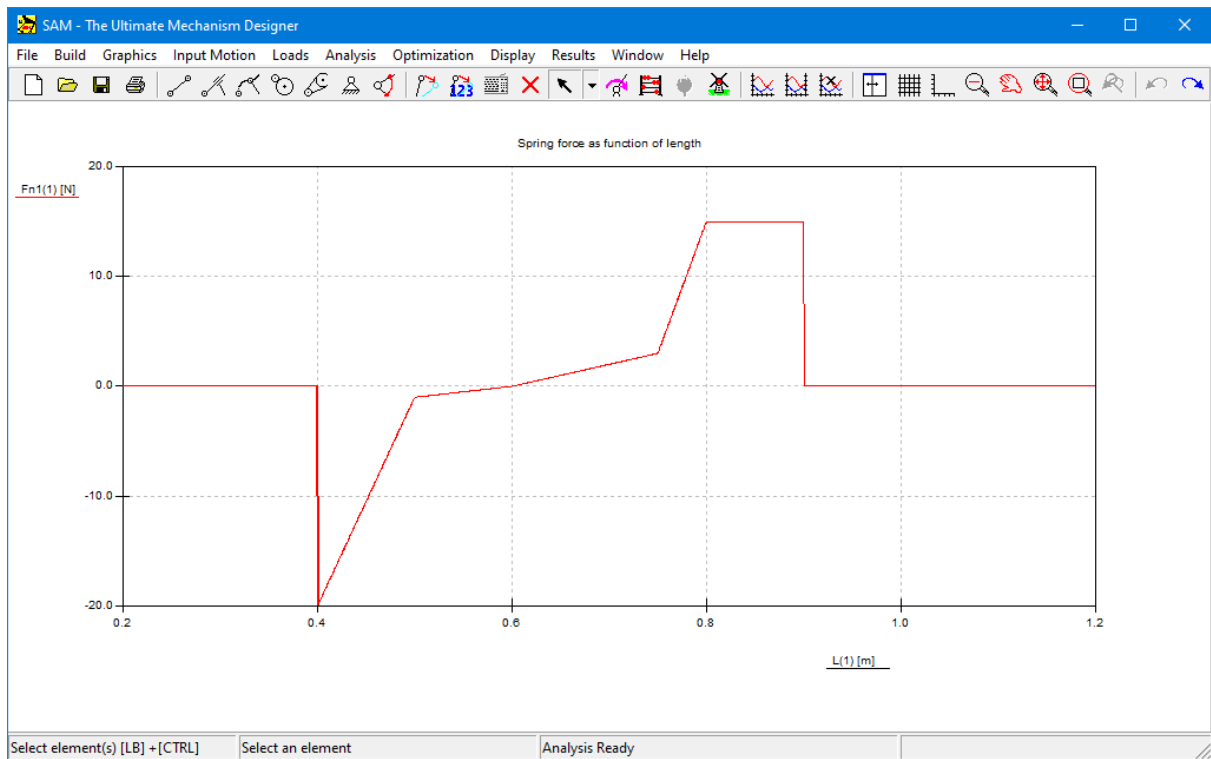 SAM - The Ultimate Mechanism Designer
File Build Graphics Input Motion Loads Analysis Optimization Display Results Window Help
123
Spring force as function of length
20.0
Fn1(1) [N]
10.0
0.0
-10.0
-20.0
0.2 0.4 0.6 0.8 1.0 1.2
L(1) [m]
Select element(s) [LB] +[CTRL] Select an element Analysis Ready